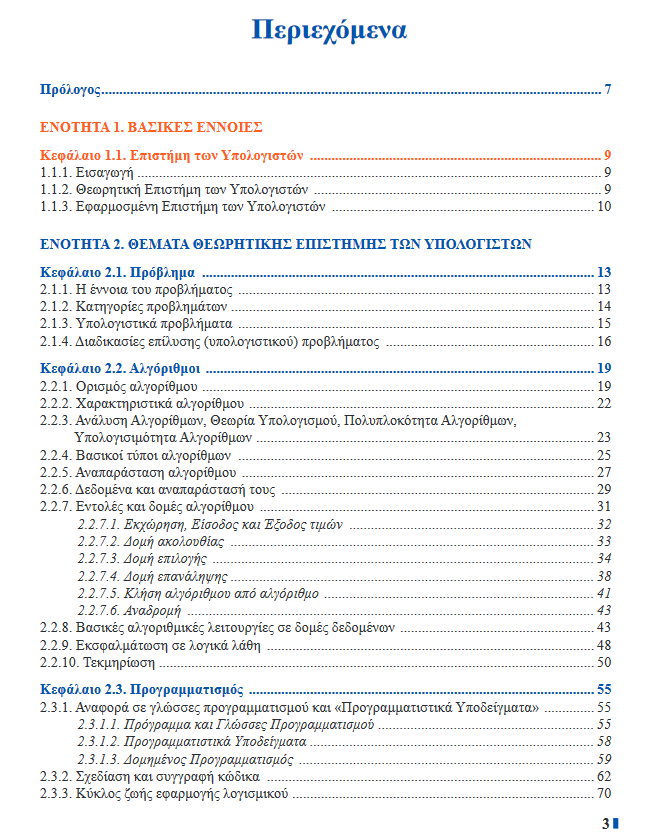 Περιεχόμενα
Πρόλογος 7
ΕΝΟΤΗΤΑ 1. ΒΑΣΙΚΕΣ ΕΝΝΟΙΕΣ
Κεφάλαιο 1.1. Επιστήμη των Υπολογιστών 9
1.1.1. Εισαγωγή 9
1.1.2. Θεωρητική Επιστήμη των Υπολογιστών 9
1.1.3. Εφαρμοσμένη Επιστήμη των Υπολογιστών 10
ΕΝΟΤΗΤΑ 2. ΘΕΜΑΤΑ ΘΕΩΡΗΤΙΚΗΣ ΕΠΙΣΤΗΜΗΣ ΤΩΝ ΥΠΟΛΟΓΙΣΤΩΝ
Κεφάλαιο 2.1. Πρόβλημα 13
2.1.1. Η έννοια του προβλήματος 13
2.1.2. Κατηγορίες προβλημάτων 14
2.1.3. Υπολογιστικά προβλήματα 15
2.1.4. Διαδικασίες επίλυσης (υπολογιστικού) προβλήματος 16
Κεφάλαιο 2.2. Αλγόριθμοι 19
2.2.1. Ορισμός αλγορίθμου 19
2.2.2. Χαρακτηριστικά αλγορίθμου 22
2.2.3. Ανάλυση Αλγορίθμων, Θεωρία Υπολογισμού, Πολυπλοκότητα Αλγορίθμων,
Υπολογισιμότητα Αλγορίθμων 23
2.2.4. Βασικοί τύποι αλγορίθμων 25
2.2.5. Αναπαράσταση αλγορίθμου 27
2.2.6. Δεδομένα και αναπαράστασή τους 29
2.2.7. Εντολές και δομές αλγορίθμου 31
2.2.7.1. Εκχώρηση, Είσοδος και Έξοδος τιμών 32
2.2.7.2. Δομή ακολουθίας 33
2.2.7.3. Δομή επιλογής 34
2.2.7.4. Δομή επανάληψης 38
2.2.7.5. Κλήση αλγόριθμου από αλγόριθμο 41
2.2.7.6. Αναδρομή 43
2.2.8. Βασικές αλγοριθμικές λειτουργίες σε δομές δεδομένων 43
2.2.9. Εκσφαλμάτωση σε λογικά λάθη 48
2.2.10. Τεκμηρίωση 50
Κεφάλαιο 2.3. Προγραμματισμός 55
2.3.1. Αναφορά σε γλώσσες προγραμματισμού και «Προγραμματιστικά Υποδείγματα» 55
2.3.1.1. Πρόγραμμα και Γλώσσες Προγραμματισμού 55
2.3.1.2. Προγραμματιστικά Υποδείγματα 58
2.3.1.3. Δομημένος Προγραμματισμός 59
2.3.2. Σχεδίαση και συγγραφή κώδικα 62
2.3.3. Κύκλος ζωής εφαρμογής λογισμικού 70
3